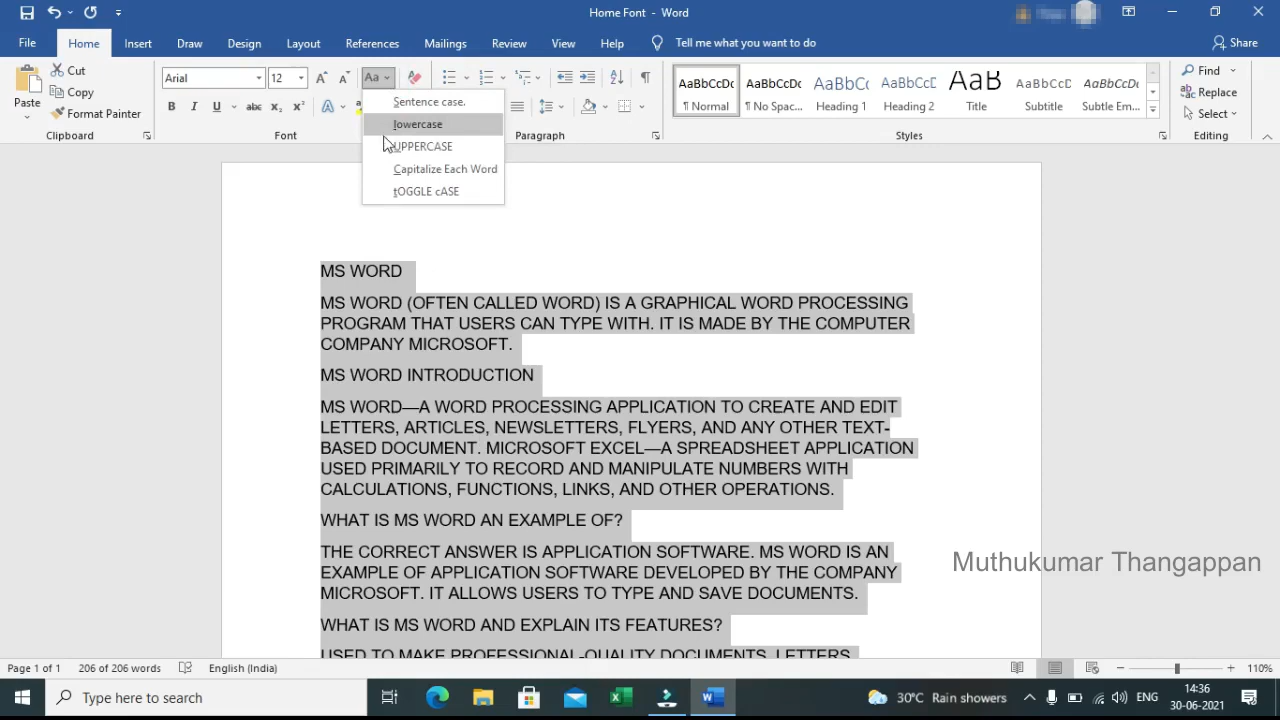 Home Font - Word
File Home Insert Draw Design Layout References Mailings Review View Help Tell me what you want to do Share
Paste
Cut
Copy
Format Painter
Clipboard
Arial 12 Aa
B I U abc x₂ x² A
Font
Sentence case.
lowercase
UPPERCASE
Capitalize Each Word
tOGGLE cASE
Paragraph
AaBbCcDc AaBbCcDc AaBbCc AaBbCcD AaB AaBbCcD AaBbCcDc
¶ Normal ¶ No Spac... Heading 1 Heading 2 Title Subtitle Subtle Em...
Styles
Find
Replace
Select
Editing
MS WORD
MS WORD (OFTEN CALLED WORD) IS A GRAPHICAL WORD PROCESSING
PROGRAM THAT USERS CAN TYPE WITH. IT IS MADE BY THE COMPUTER
COMPANY MICROSOFT.
MS WORD INTRODUCTION
MS WORD—A WORD PROCESSING APPLICATION TO CREATE AND EDIT
LETTERS, ARTICLES, NEWSLETTERS, FLYERS, AND ANY OTHER TEXT-
BASED DOCUMENT. MICROSOFT EXCEL—A SPREADSHEET APPLICATION
USED PRIMARILY TO RECORD AND MANIPULATE NUMBERS WITH
CALCULATIONS, FUNCTIONS, LINKS, AND OTHER OPERATIONS.
WHAT IS MS WORD AN EXAMPLE OF?
THE CORRECT ANSWER IS APPLICATION SOFTWARE. MS WORD IS AN
EXAMPLE OF APPLICATION SOFTWARE DEVELOPED BY THE COMPANY
MICROSOFT. IT ALLOWS USERS TO TYPE AND SAVE DOCUMENTS.
WHAT IS MS WORD AND EXPLAIN ITS FEATURES?
USED TO MAKE PROFESSIONAL-QUALITY DOCUMENTS, LETTERS,
Muthukumar Thangappan
Page 1 of 1 206 of 206 words English (India) 110%
Type here to search 30°C Rain showers ENG 14:36
30-06-2021